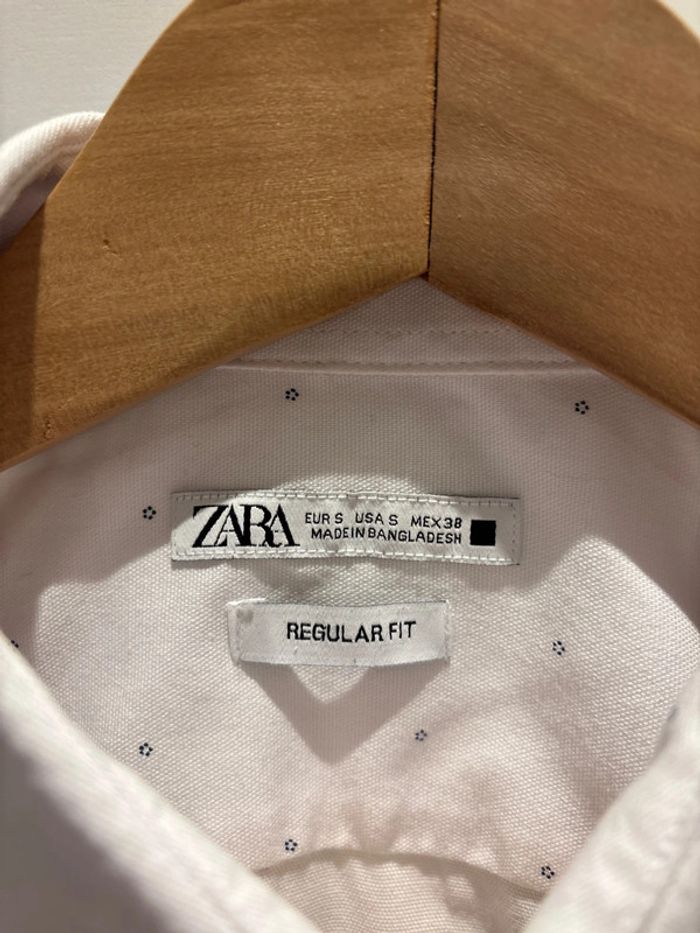 ZARA
EUR S USA S MEX 38
MADE IN BANGLADESH
REGULAR FIT